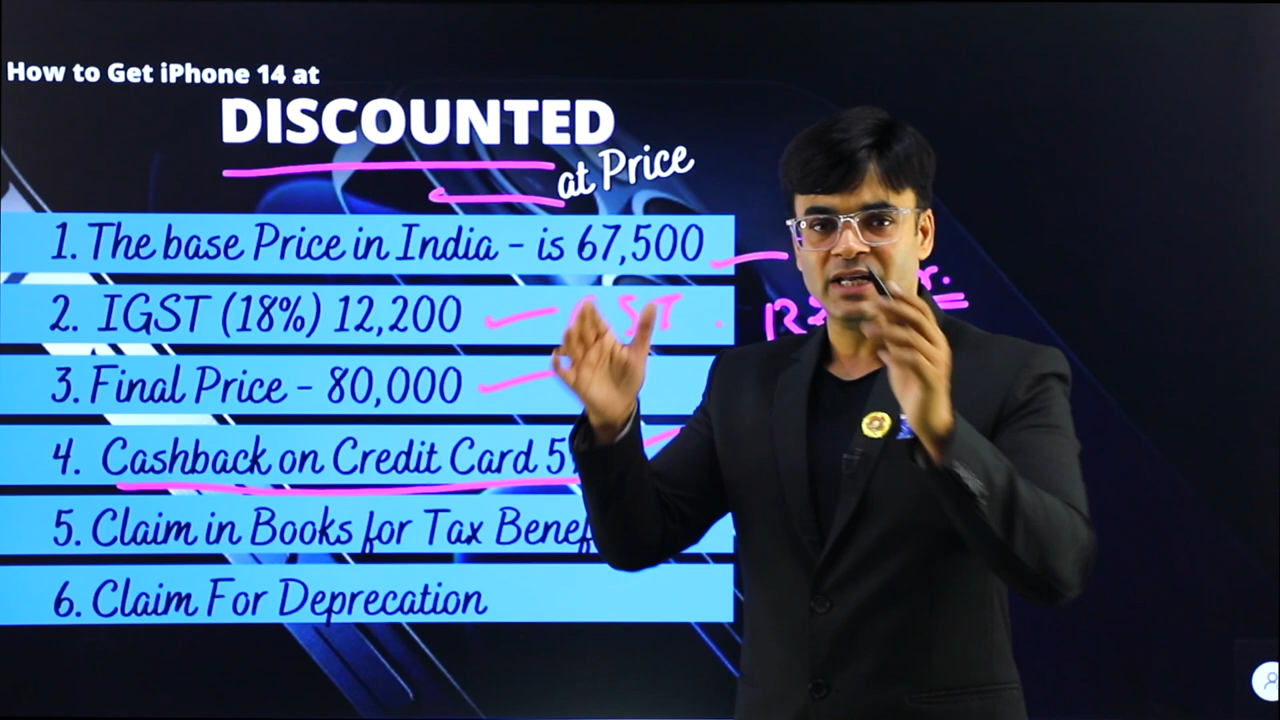 How to Get iPhone 14 at
DISCOUNTED
at Price
1. The base Price in India - is 67,500
2. IGST (18%) 12,200
GST
3. Final Price - 80,000
4. Cashback on Credit Card
5. Claim in Books for Tax
6. Claim For Deprecation